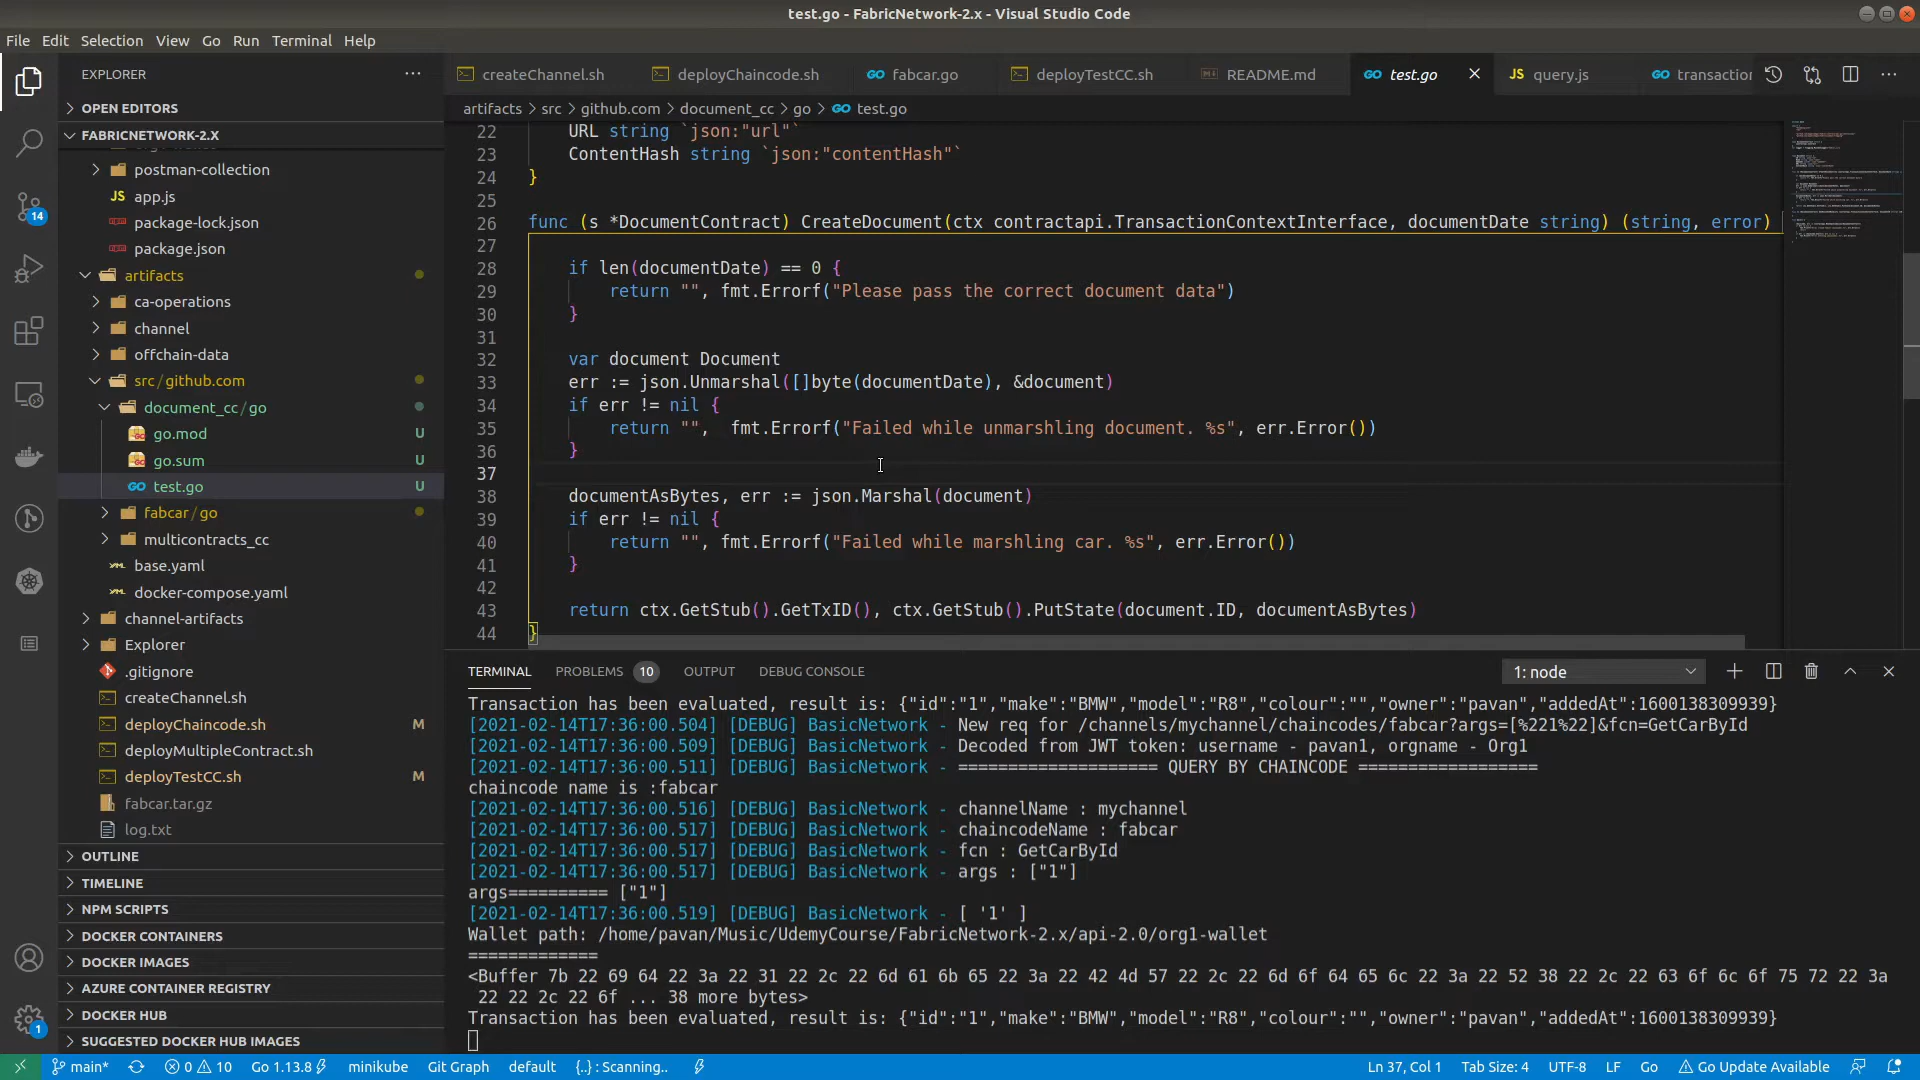 test.go - FabricNetwork-2.x - Visual Studio Code
File Edit Selection View Go Run Terminal Help
EXPLORER
OPEN EDITORS
FABRICNETWORK-2.X
postman-collection
JS app.js
package-lock.json
package.json
artifacts
ca-operations
channel
offchain-data
src/github.com
document_cc/go
go.mod U
go.sum U
test.go U
fabcar/go
multicontracts_cc
base.yaml
docker-compose.yaml
channel-artifacts
Explorer
.gitignore
createChannel.sh
deployChaincode.sh M
deployMultipleContract.sh
deployTestCC.sh M
fabcar.tar.gz
log.txt
OUTLINE
TIMELINE
NPM SCRIPTS
DOCKER CONTAINERS
DOCKER IMAGES
AZURE CONTAINER REGISTRY
DOCKER HUB
SUGGESTED DOCKER HUB IMAGES
14
1
createChannel.sh deployChaincode.sh fabcar.go deployTestCC.sh README.md test.go JS query.js transaction
artifacts > src > github.com > document_cc > go > test.go
22 URL string `json:"url"`
23 ContentHash string `json:"contentHash"`
24 }
25
26 func (s *DocumentContract) CreateDocument(ctx contractapi.TransactionContextInterface, documentDate string) (string, error)
27
28 if len(documentDate) == 0 {
29 return "", fmt.Errorf("Please pass the correct document data")
30 }
31
32 var document Document
33 err := json.Unmarshal([]byte(documentDate), &document)
34 if err != nil {
35 return "",  fmt.Errorf("Failed while unmarshling document. %s", err.Error())
36 }
37
38 documentAsBytes, err := json.Marshal(document)
39 if err != nil {
40 return "", fmt.Errorf("Failed while marshling car. %s", err.Error())
41 }
42
43 return ctx.GetStub().GetTxID(), ctx.GetStub().PutState(document.ID, documentAsBytes)
44 }
TERMINAL PROBLEMS 10 OUTPUT DEBUG CONSOLE 1: node
Transaction has been evaluated, result is: {"id":"1","make":"BMW","model":"R8","colour":"","owner":"pavan","addedAt":1600138309939}
[2021-02-14T17:36:00.504] [DEBUG] BasicNetwork - New req for /channels/mychannel/chaincodes/fabcar?args=[%221%22]&fcn=GetCarById
[2021-02-14T17:36:00.509] [DEBUG] BasicNetwork - Decoded from JWT token: username - pavan1, orgname - Org1
[2021-02-14T17:36:00.511] [DEBUG] BasicNetwork - ==================== QUERY BY CHAINCODE ==================
chaincode name is :fabcar
[2021-02-14T17:36:00.516] [DEBUG] BasicNetwork - channelName : mychannel
[2021-02-14T17:36:00.517] [DEBUG] BasicNetwork - chaincodeName : fabcar
[2021-02-14T17:36:00.517] [DEBUG] BasicNetwork - fcn : GetCarById
[2021-02-14T17:36:00.517] [DEBUG] BasicNetwork - args : ["1"]
args========== ["1"]
[2021-02-14T17:36:00.519] [DEBUG] BasicNetwork - [ '1' ]
Wallet path: /home/pavan/Music/UdemyCourse/FabricNetwork-2.x/api-2.0/org1-wallet
=============
<Buffer 7b 22 69 64 22 3a 22 31 22 2c 22 6d 61 6b 65 22 3a 22 42 4d 57 22 2c 22 6d 6f 64 65 6c 22 3a 22 52 38 22 2c 22 63 6f 6c 6f 75 72 22 3a
22 22 2c 22 6f ... 38 more bytes>
Transaction has been evaluated, result is: {"id":"1","make":"BMW","model":"R8","colour":"","owner":"pavan","addedAt":1600138309939}
main* 0 10 Go 1.13.8 minikube Git Graph default {..} : Scanning.. Ln 37, Col 1 Tab Size: 4 UTF-8 LF Go Go Update Available